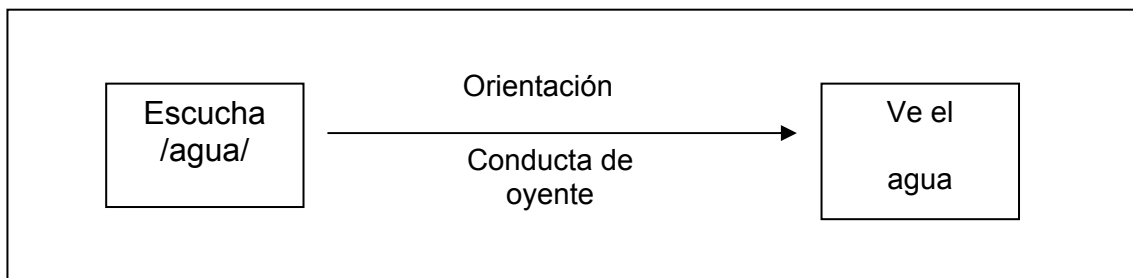 Escucha
/agua/
Orientación
Conducta de
oyente
Ve el
agua